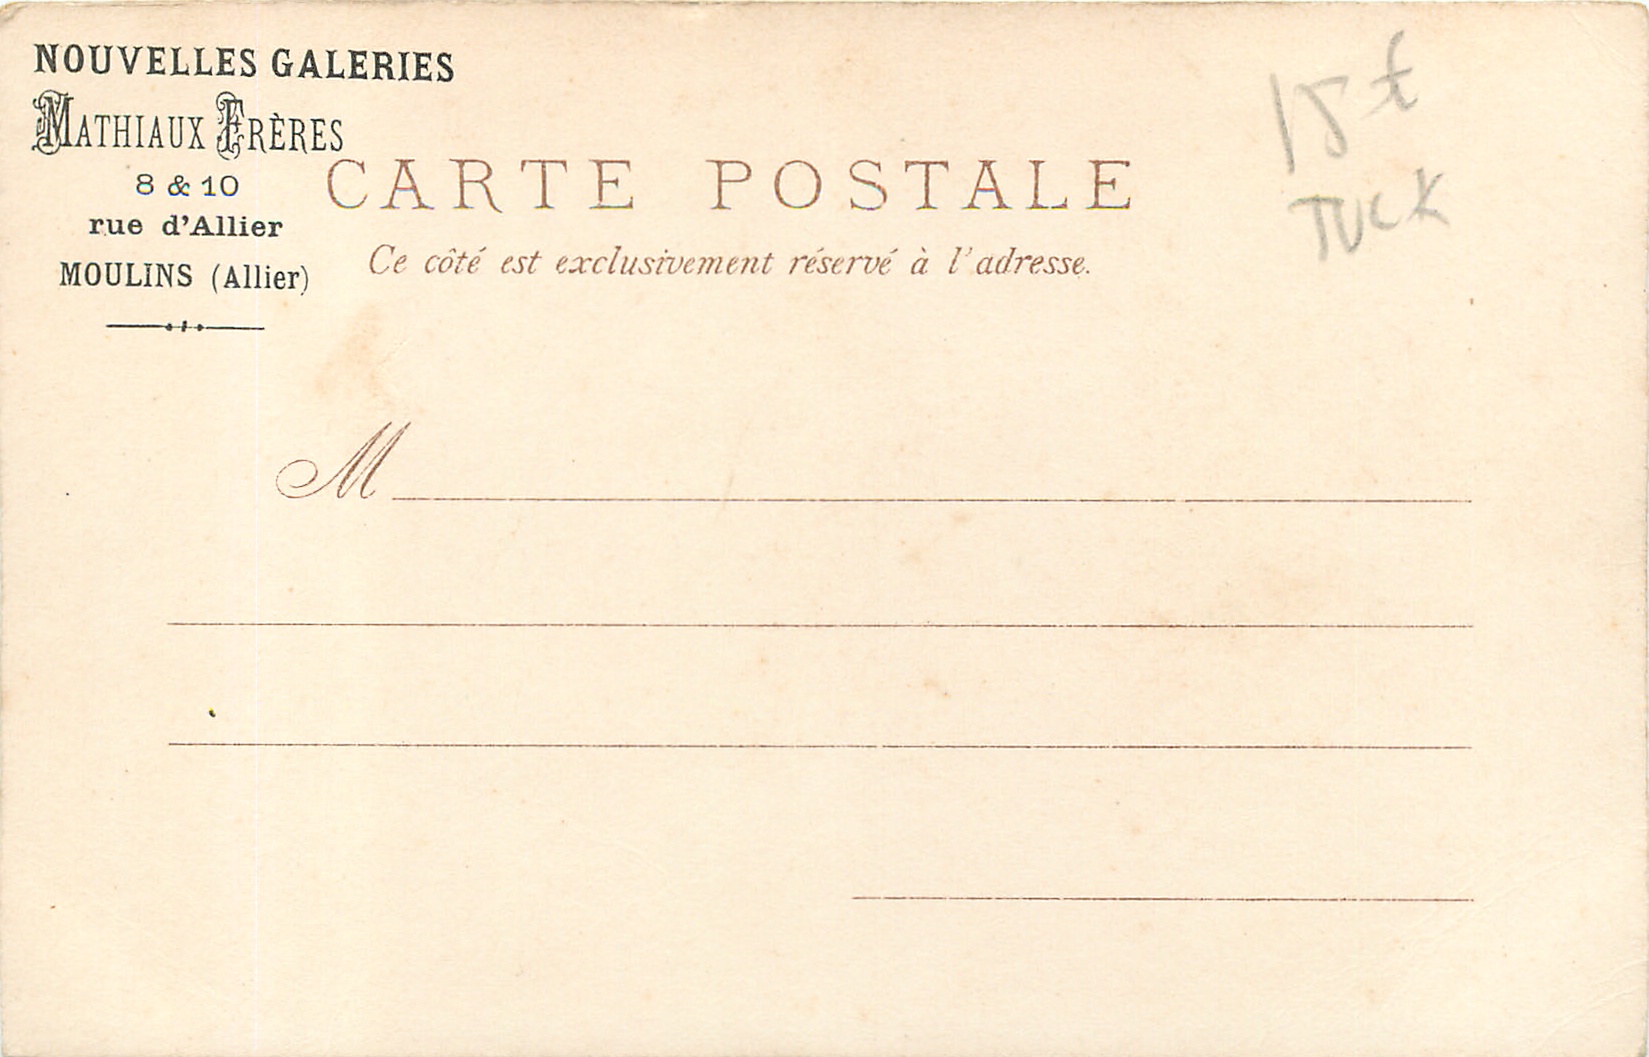 NOUVELLES GALERIES
MATHIAUX FRÈRES
8 & 10
rue d'Allier
MOULINS (Allier)
CARTE POSTALE
Ce côté est exclusivement réservé à l'adresse.
M
TUCK